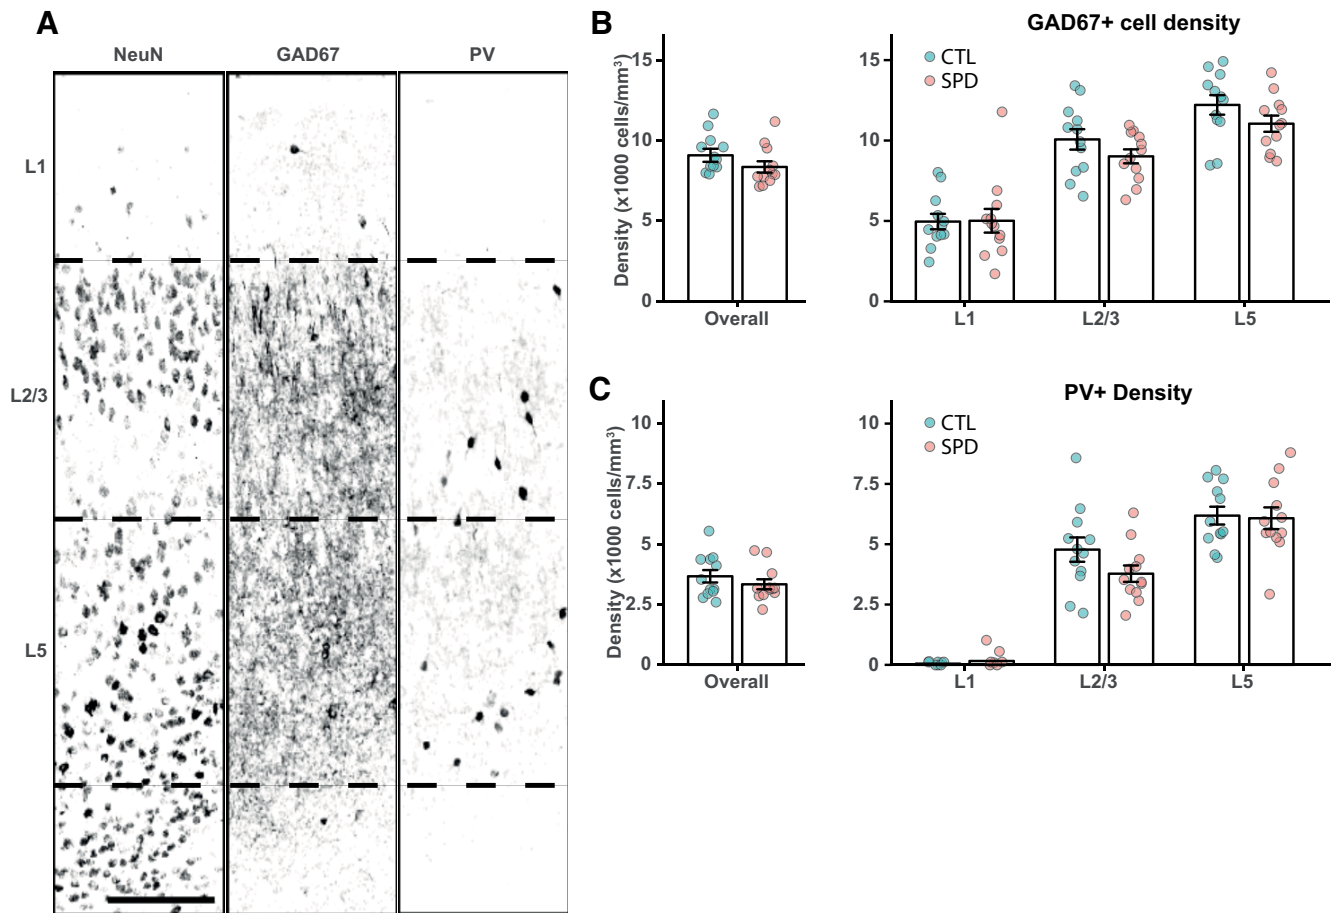 A
NeuN GAD67 PV
L1
L2/3
L5
B
GAD67+ cell density
Density (x1000 cells/mm³)
15
10
5
0
Overall
15
10
5
0
CTL
SPD
L1 L2/3 L5
C
PV+ Density
Density (x1000 cells/mm³)
10
7.5
5
2.5
0
Overall
10
7.5
5
2.5
0
CTL
SPD
L1 L2/3 L5